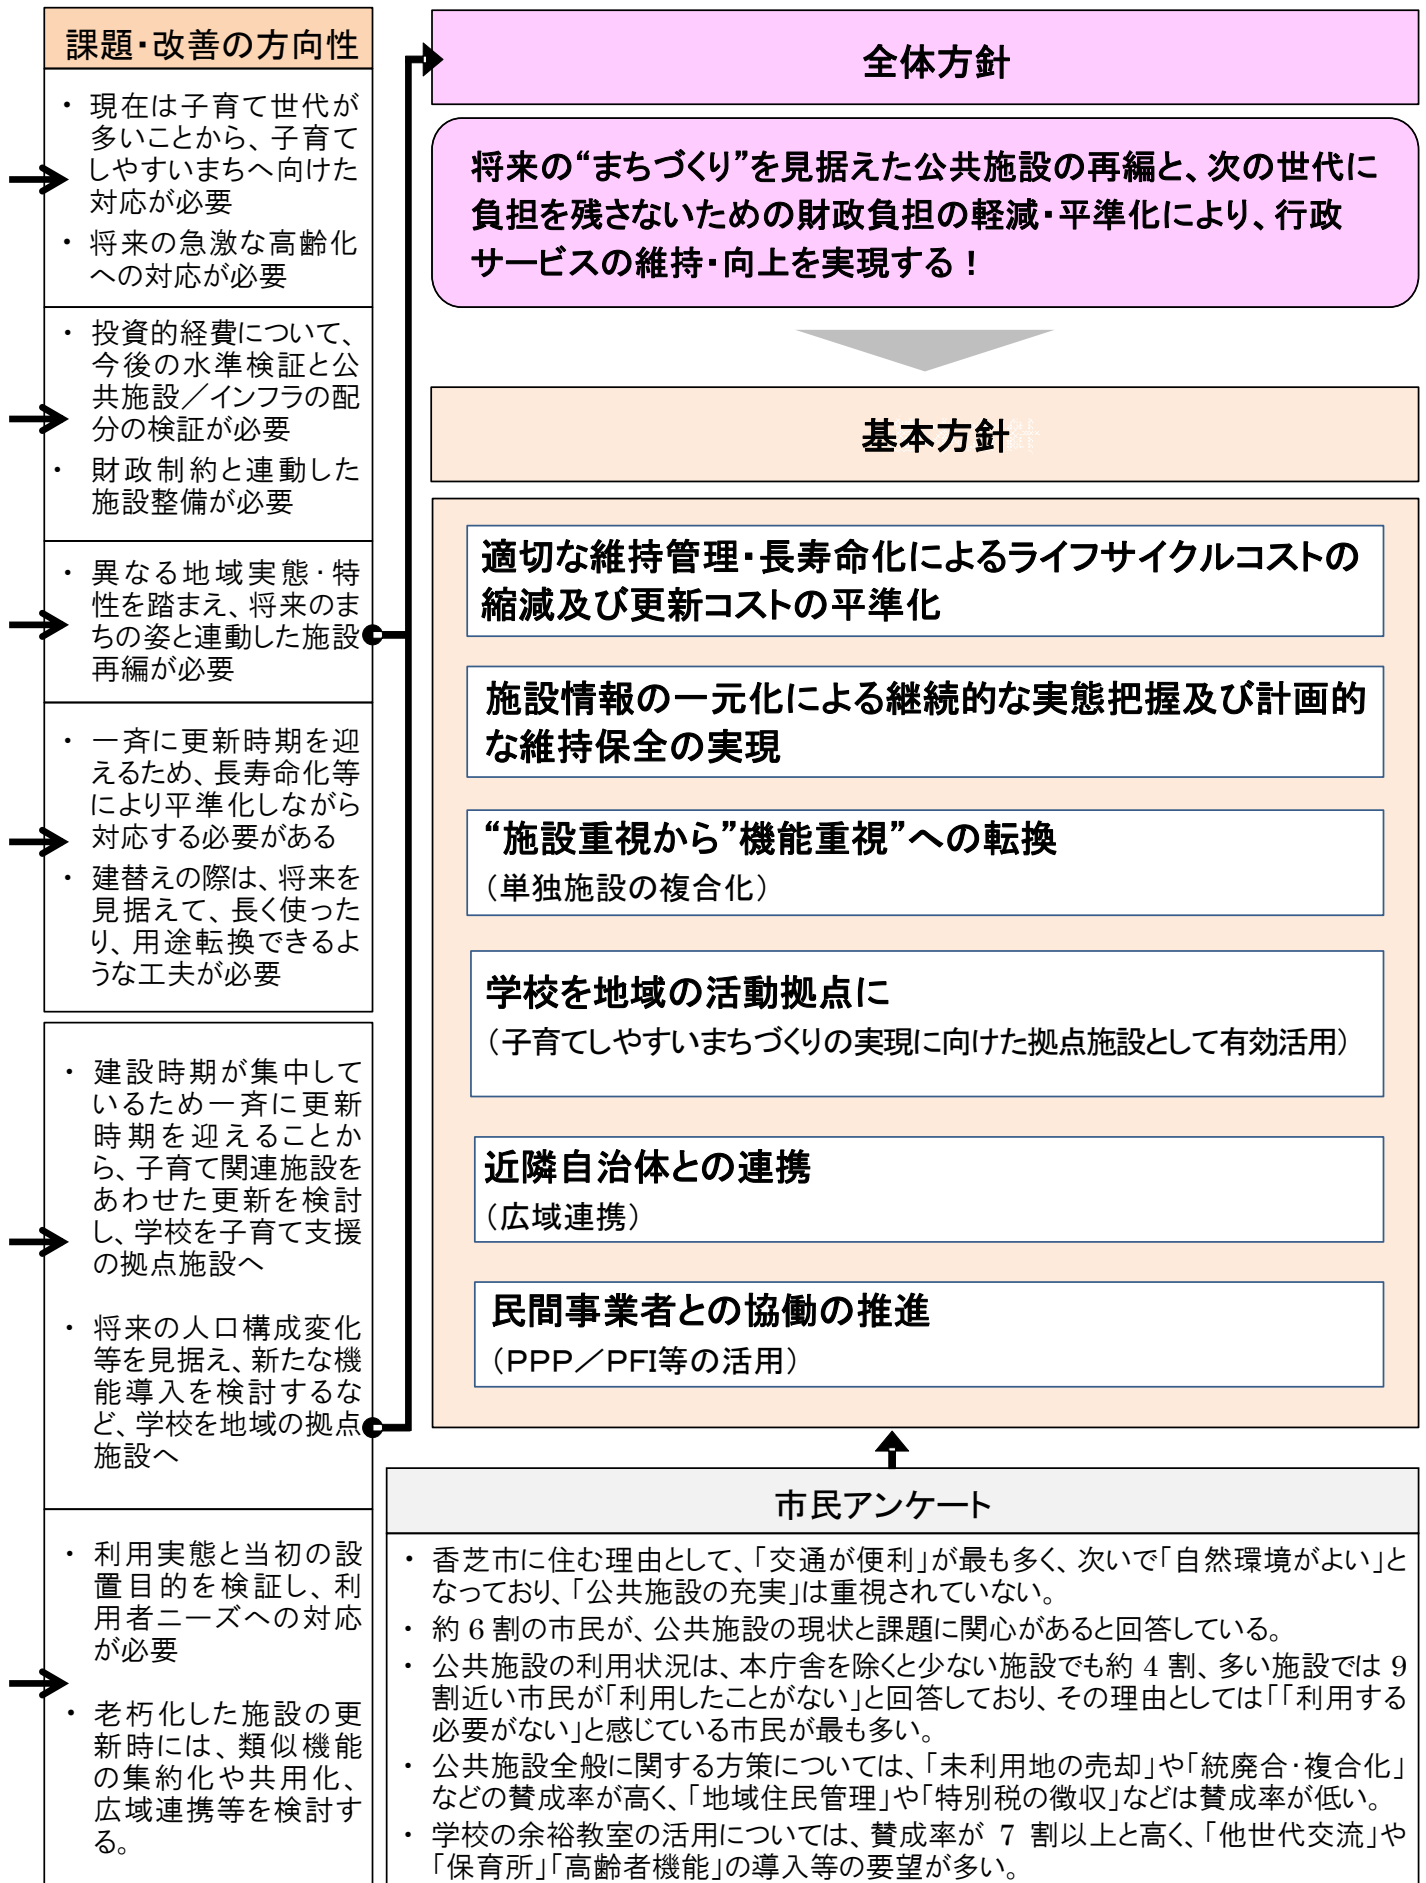 課題・改善の方向性
・ 現在は子育て世代が
多いことから、子育て
しやすいまちへ向けた
対応が必要
・ 将来の急激な高齢化
への対応が必要
・ 投資的経費について、
今後の水準検証と公
共施設／インフラの配
分の検証が必要
・ 財政制約と連動した
施設整備が必要
・ 異なる地域実態・特
性を踏まえ、将来のま
ちの姿と連動した施設
再編が必要
・ 一斉に更新時期を迎
えるため、長寿命化等
により平準化しながら
対応する必要がある
・ 建替えの際は、将来を
見据えて、長く使った
り、用途転換できるよ
うな工夫が必要
・ 建設時期が集中して
いるため一斉に更新
時期を迎えることか
ら、子育て関連施設を
あわせた更新を検討
し、学校を子育て支援
の拠点施設へ
・ 将来の人口構成変化
等を見据え、新たな機
能導入を検討するな
ど、学校を地域の拠点
施設へ
・ 利用実態と当初の設
置目的を検証し、利
用者ニーズへの対応
が必要
・ 老朽化した施設の更
新時には、類似機能
の集約化や共用化、
広域連携等を検討す
る。
全体方針
将来の“まちづくり”を見据えた公共施設の再編と、次の世代に
負担を残さないための財政負担の軽減・平準化により、行政
サービスの維持・向上を実現する！
基本方針
適切な維持管理・長寿命化によるライフサイクルコストの
縮減及び更新コストの平準化
施設情報の一元化による継続的な実態把握及び計画的
な維持保全の実現
“施設重視から”機能重視”への転換
（単独施設の複合化）
学校を地域の活動拠点に
（子育てしやすいまちづくりの実現に向けた拠点施設として有効活用）
近隣自治体との連携
（広域連携）
民間事業者との協働の推進
（PPP／PFI等の活用）
市民アンケート
・ 香芝市に住む理由として、「交通が便利」が最も多く、次いで「自然環境がよい」と
なっており、「公共施設の充実」は重視されていない。
・ 約 6 割の市民が、公共施設の現状と課題に関心があると回答している。
・ 公共施設の利用状況は、本庁舎を除くと少ない施設でも約 4 割、多い施設では 9
割近い市民が「利用したことがない」と回答しており、その理由としては「「利用する
必要がない」と感じている市民が最も多い。
・ 公共施設全般に関する方策については、「未利用地の売却」や「統廃合・複合化」
などの賛成率が高く、「地域住民管理」や「特別税の徴収」などは賛成率が低い。
・ 学校の余裕教室の活用については、賛成率が 7 割以上と高く、「他世代交流」や
「保育所」「高齢者機能」の導入等の要望が多い。